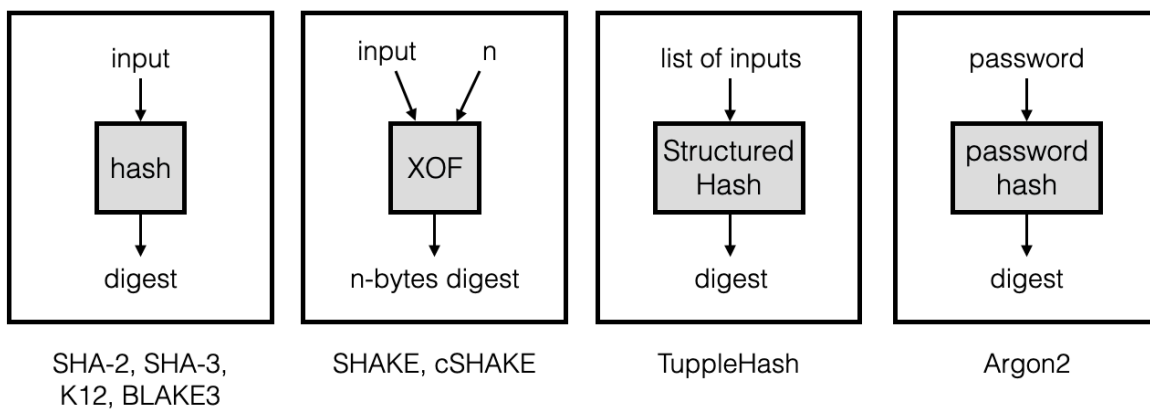 input
hash
digest
SHA-2, SHA-3,
K12, BLAKE3
input n
XOF
n-bytes digest
SHAKE, cSHAKE
list of inputs
Structured
Hash
digest
TuppleHash
password
password
hash
digest
Argon2